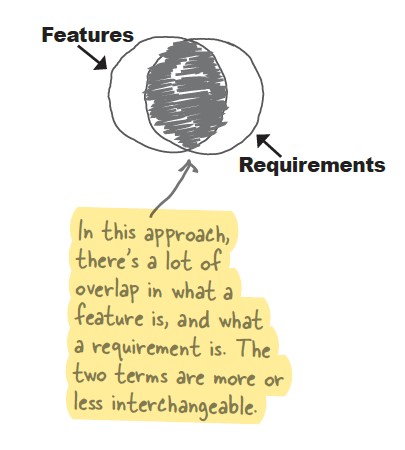 Features
Requirements
In this approach,
there's a lot of
overlap in what a
feature is, and what
a requirement is. The
two terms are more or
less interchangeable.